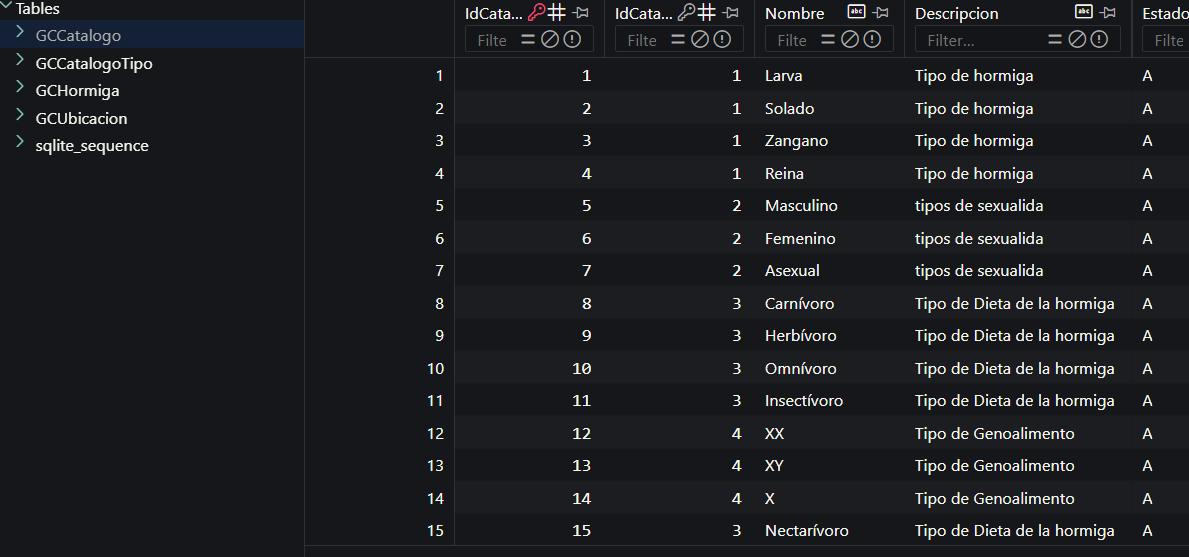 Tables
GCCatalogo
GCCatalogoTipo
GCHormiga
GCUbicacion
sqlite_sequence
IdCata... IdCata... Nombre Descripcion Estado
Filte Filte Filter Filter... Filte
1 1 1 Larva Tipo de hormiga A
2 2 1 Solado Tipo de hormiga A
3 3 1 Zangano Tipo de hormiga A
4 4 1 Reina Tipo de hormiga A
5 5 2 Masculino tipos de sexualida A
6 6 2 Femenino tipos de sexualida A
7 7 2 Asexual tipos de sexualida A
8 8 3 Carnívoro Tipo de Dieta de la hormiga A
9 9 3 Herbívoro Tipo de Dieta de la hormiga A
10 10 3 Omnívoro Tipo de Dieta de la hormiga A
11 11 3 Insectívoro Tipo de Dieta de la hormiga A
12 12 4 XX Tipo de Genoalimento A
13 13 4 XY Tipo de Genoalimento A
14 14 4 X Tipo de Genoalimento A
15 15 3 Nectarívoro Tipo de Dieta de la hormiga A